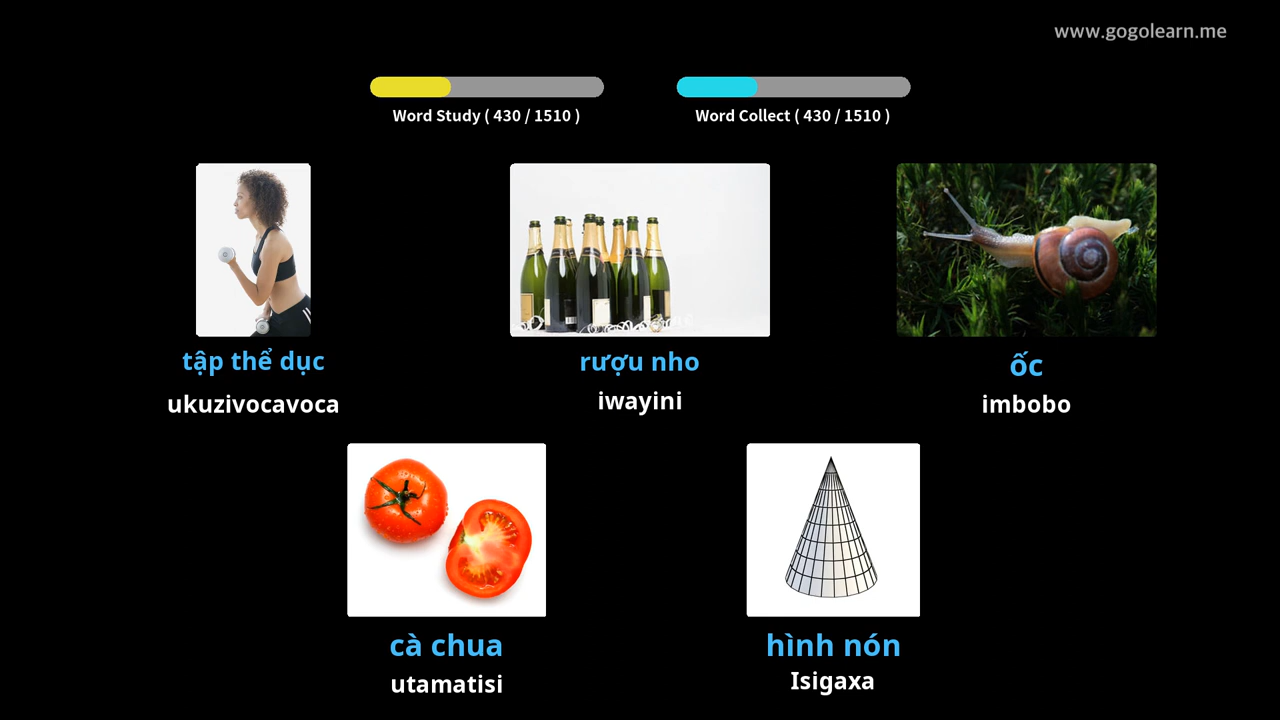 www.gogolearn.me
Word Study ( 430 / 1510 )
Word Collect ( 430 / 1510 )
tập thể dục
ukuzivocavoca
rượu nho
iwayini
ốc
imbobo
cà chua
utamatisi
hình nón
Isigaxa